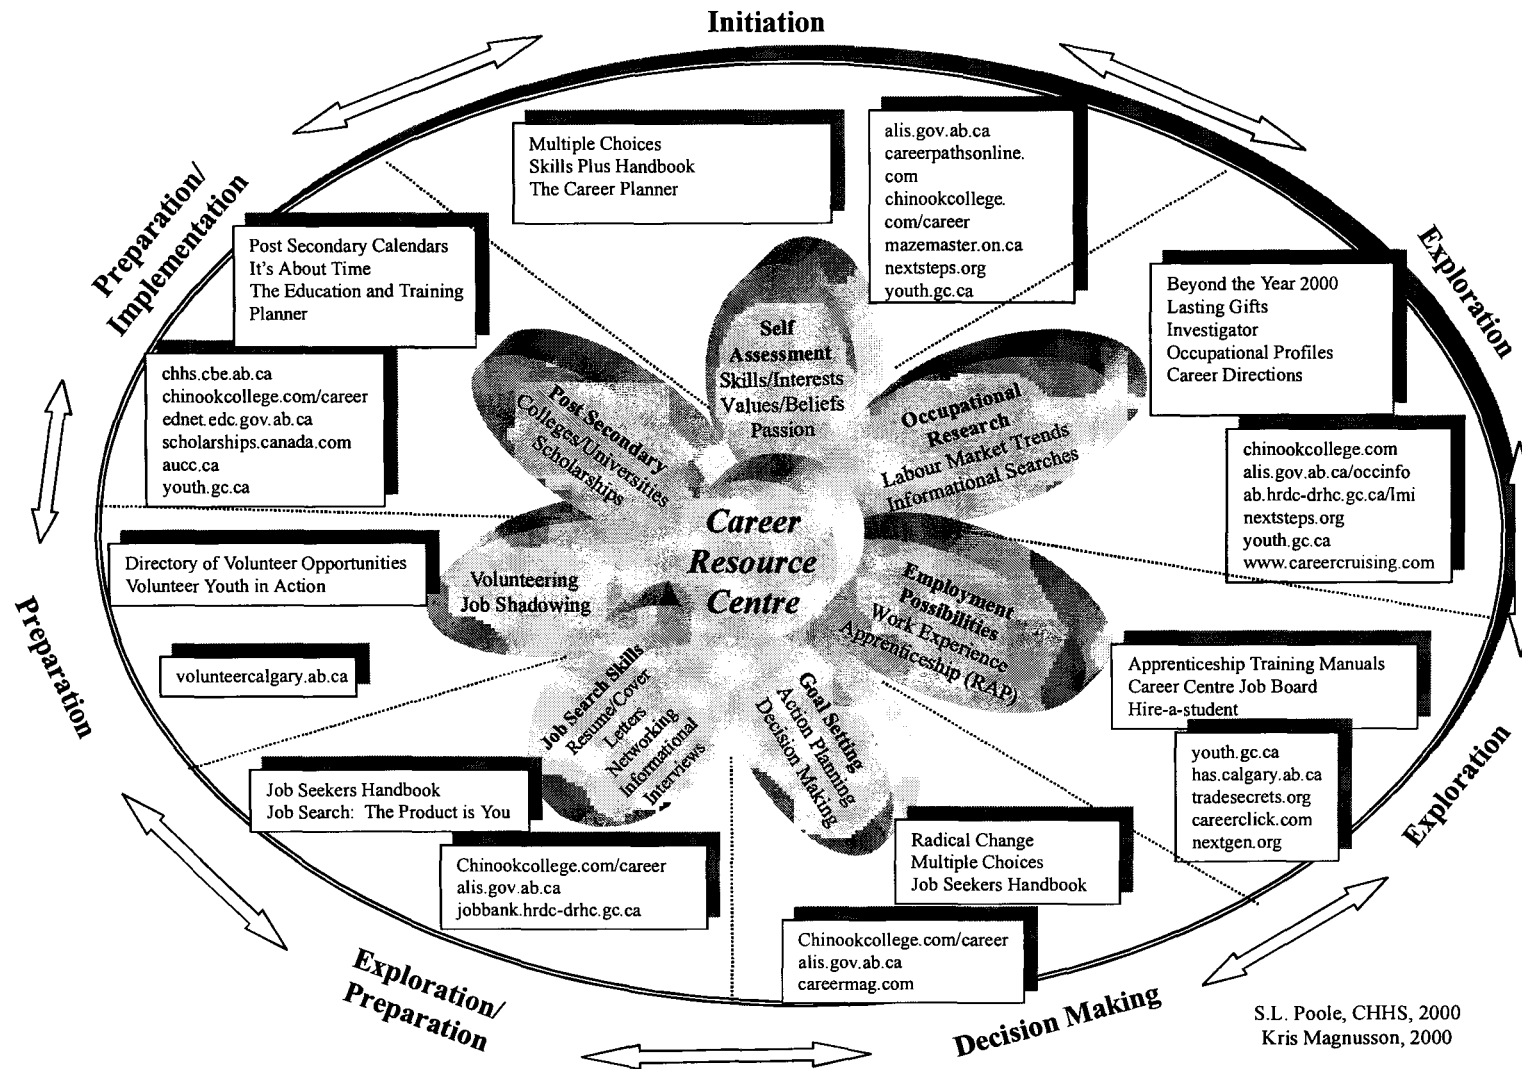 Initiation
Multiple Choices
Skills Plus Handbook
The Career Planner
alis.gov.ab.ca
careerpathsonline.
com
chinookcollege.
com/career
mazemaster.on.ca
nextsteps.org
youth.gc.ca
Preparation/
Implementation
Post Secondary Calendars
It's About Time
The Education and Training
Planner
chhs.cbe.ab.ca
chinookcollege.com/career
ednet.edc.gov.ab.ca
scholarships.canada.com
aucc.ca
youth.gc.ca
Exploration
Beyond the Year 2000
Lasting Gifts
Investigator
Occupational Profiles
Career Directions
chinookcollege.com
alis.gov.ab.ca/occinfo
ab.hrdc-drhc.gc.ca/lmi
nextsteps.org
youth.gc.ca
www.careercruising.com
Self
Assessment
Skills/Interests
Values/Beliefs
Passion
Post Secondary
Colleges/Universities
Scholarships
Occupational
Research
Labour Market Trends
Informational Searches
Career
Resource
Centre
Directory of Volunteer Opportunities
Volunteer Youth in Action
volunteercalgary.ab.ca
Volunteering
Job Shadowing
Employment
Possibilities
Work Experience
Apprenticeship (RAP)
Preparation
Apprenticeship Training Manuals
Career Centre Job Board
Hire-a-student
youth.gc.ca
has.calgary.ab.ca
tradesecrets.org
careerclick.com
nextgen.org
Exploration
Job Search Skills
Resume/Cover
Letters
Networking
Informational
Interviews
Goal Setting
Action Planning
Decision Making
Job Seekers Handbook
Job Search: The Product is You
Chinookcollege.com/career
alis.gov.ab.ca
jobbank.hrdc-drhc.gc.ca
Radical Change
Multiple Choices
Job Seekers Handbook
Chinookcollege.com/career
alis.gov.ab.ca
careermag.com
Exploration/
Preparation
Decision Making
S.L. Poole, CHHS, 2000
Kris Magnusson, 2000